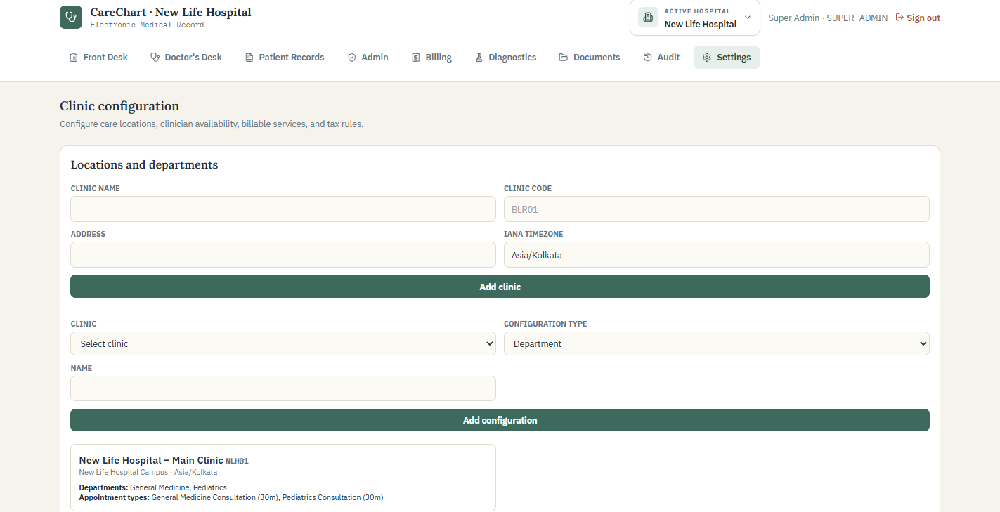 CareChart · New Life Hospital
Electronic Medical Record
ACTIVE HOSPITAL
New Life Hospital
Super Admin · SUPER_ADMIN
Sign out
Front Desk
Doctor's Desk
Patient Records
Admin
Billing
Diagnostics
Documents
Audit
Settings
Clinic configuration
Configure care locations, clinician availability, billable services, and tax rules.
Locations and departments
CLINIC NAME
CLINIC CODE
BLR01
ADDRESS
IANA TIMEZONE
Asia/Kolkata
Add clinic
CLINIC
Select clinic
CONFIGURATION TYPE
Department
NAME
Add configuration
New Life Hospital – Main Clinic NLH01
New Life Hospital Campus · Asia/Kolkata
Departments: General Medicine, Pediatrics
Appointment types: General Medicine Consultation (30m), Pediatrics Consultation (30m)